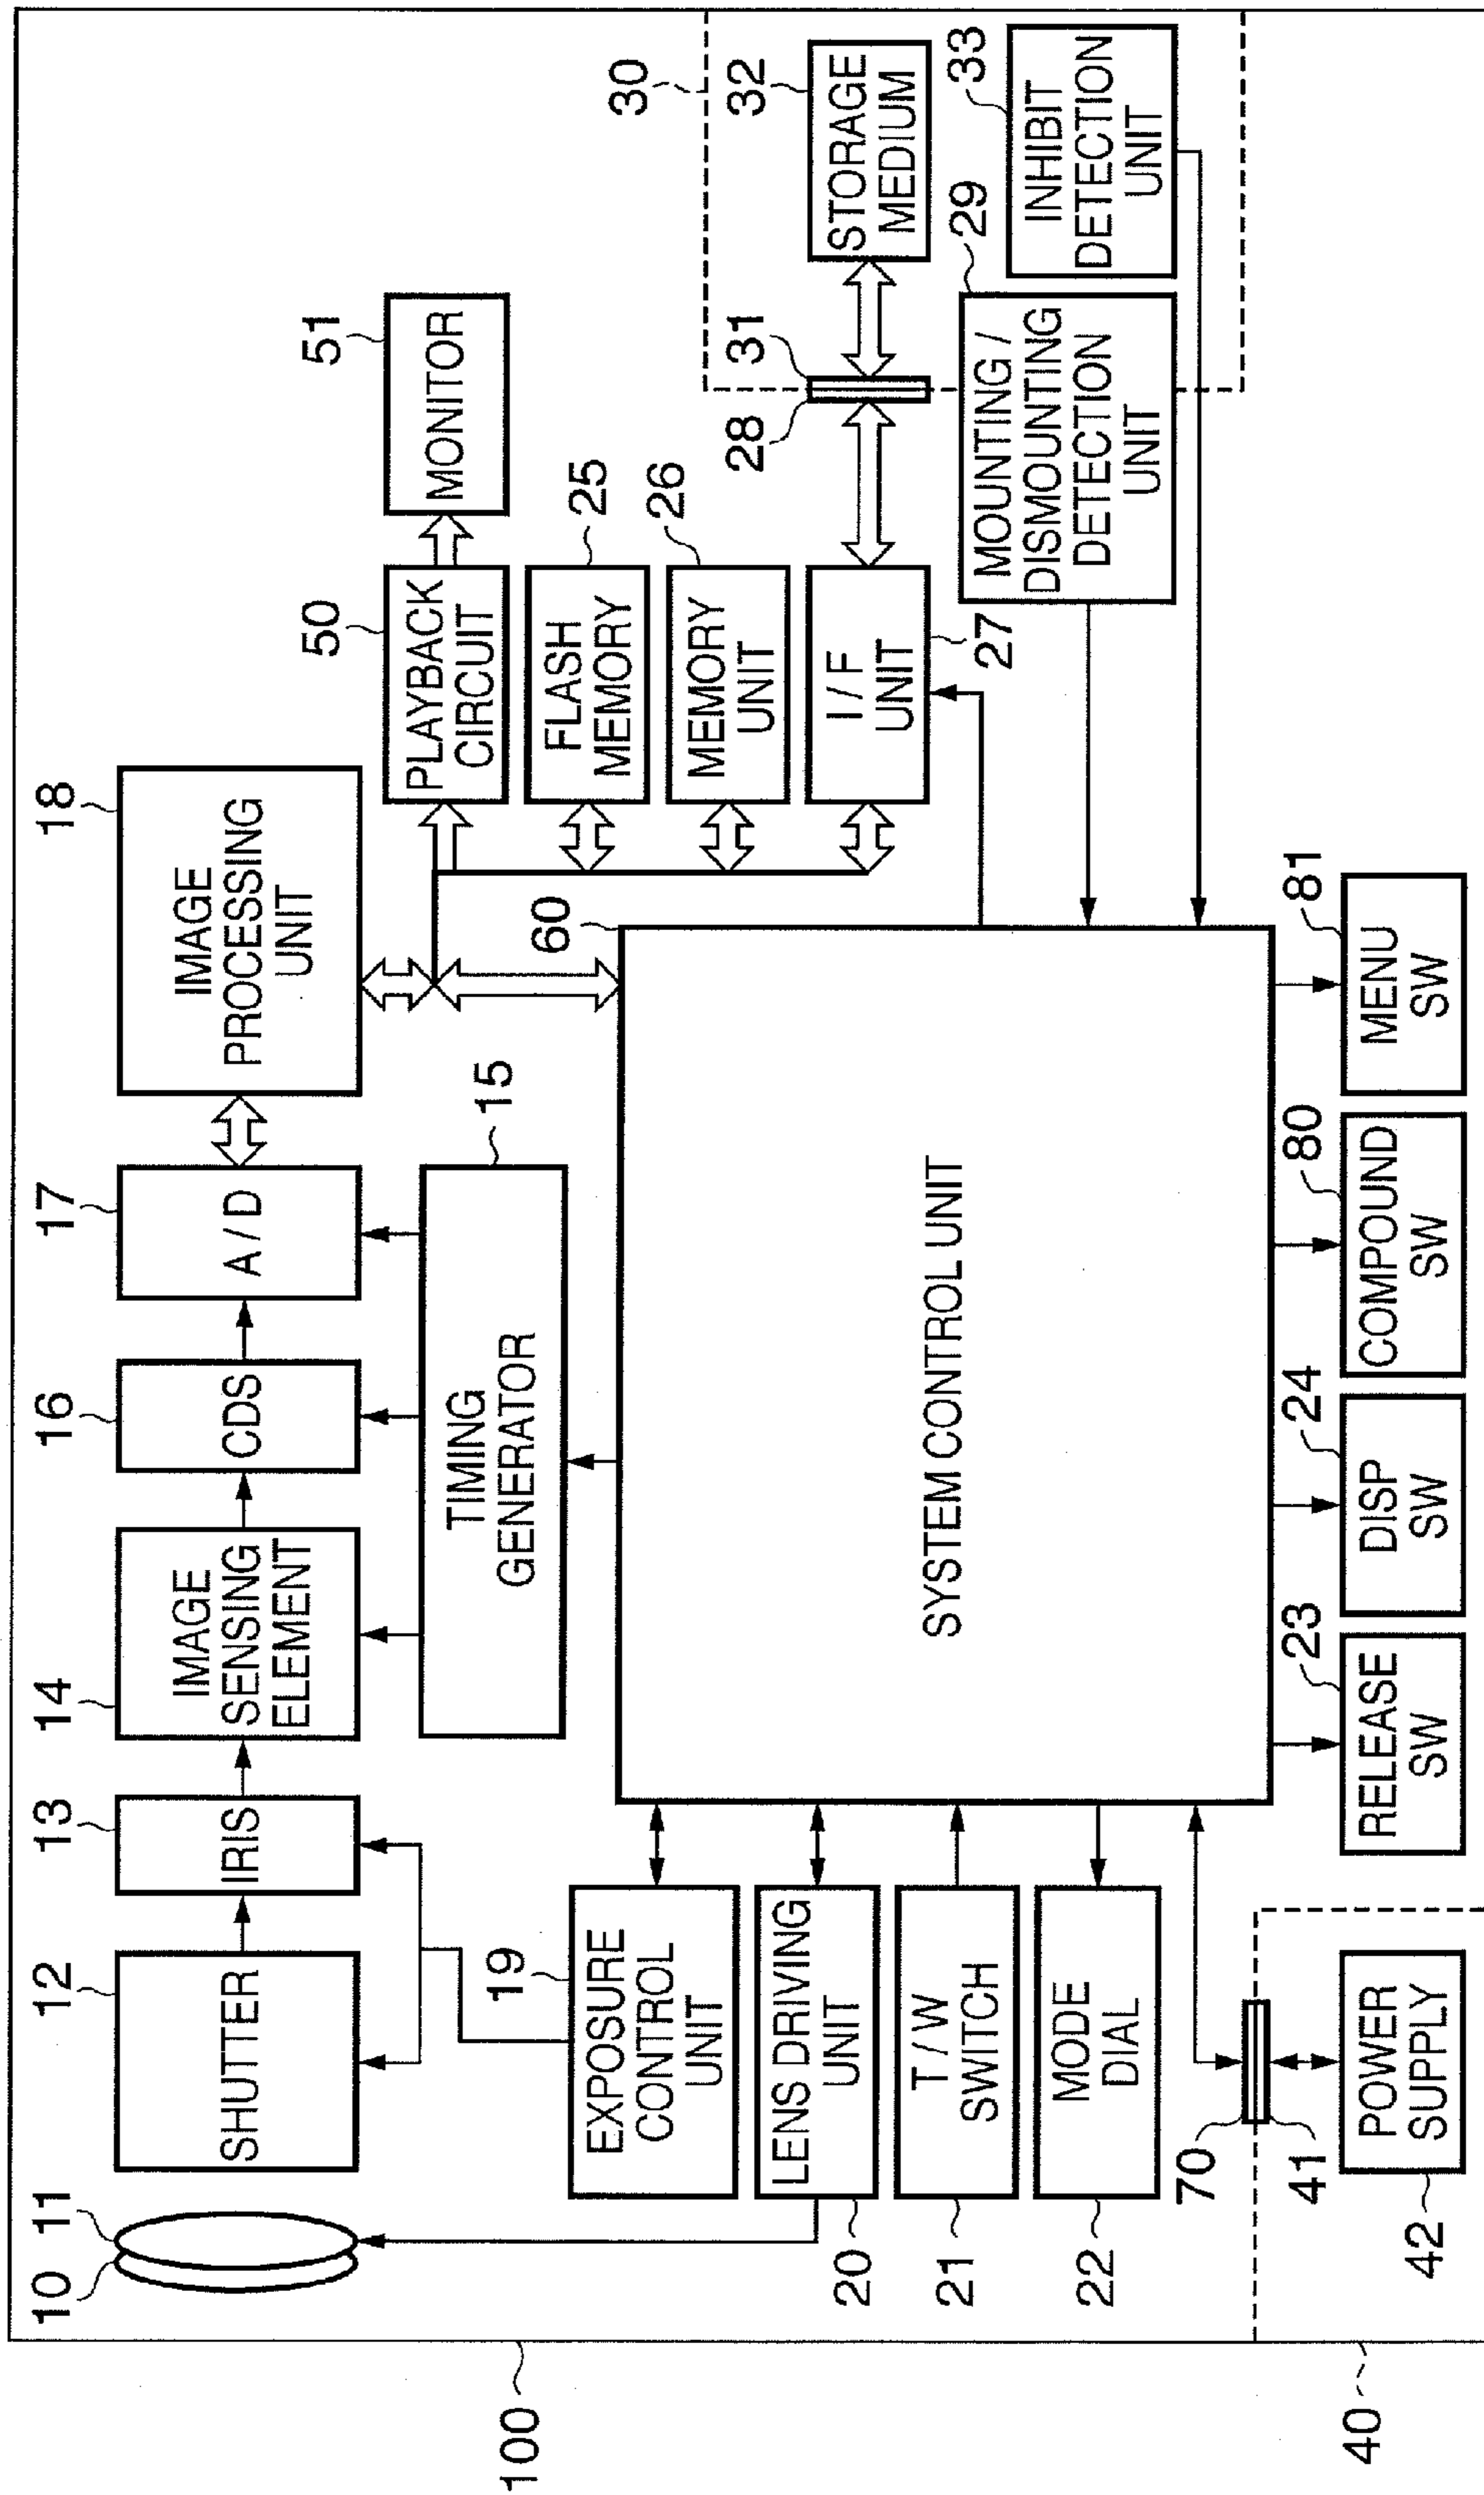 10
11
12
13
14
16
17
18
SHUTTER
IRIS
IMAGE
SENSING
ELEMENT
CDS
A / D
IMAGE
PROCESSING
UNIT
15
TIMING
GENERATOR
50
51
PLAYBACK
CIRCUIT
MONITOR
25
FLASH
MEMORY
26
MEMORY
UNIT
I / F
UNIT
27
28
31
30
32
STORAGE
MEDIUM
29
MOUNTING /
DISMOUNTING
DETECTION
UNIT
33
INHIBIT
DETECTION
UNIT
100
19
EXPOSURE
CONTROL
UNIT
LENS DRIVING
UNIT
20
T / W
SWITCH
21
MODE
DIAL
22
60
SYSTEM CONTROL UNIT
70
41
40
42
POWER
SUPPLY
23
RELEASE
SW
24
DISP
SW
80
COMPOUND
SW
81
MENU
SW